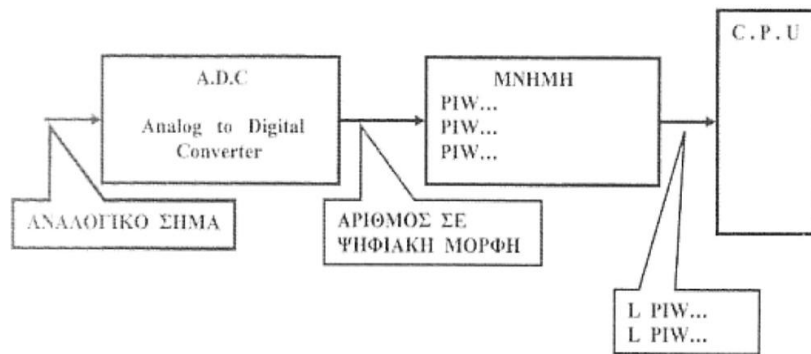 C.P.U
A.D.C
Analog to Digital
Converter
ΜΝΗΜΗ
PIW...
PIW...
PIW...
ΑΝΑΛΟΓΙΚΟ ΣΗΜΑ
ΑΡΙΘΜΟΣ ΣΕ
ΨΗΦΙΑΚΗ ΜΟΡΦΗ
L PIW...
L PIW...